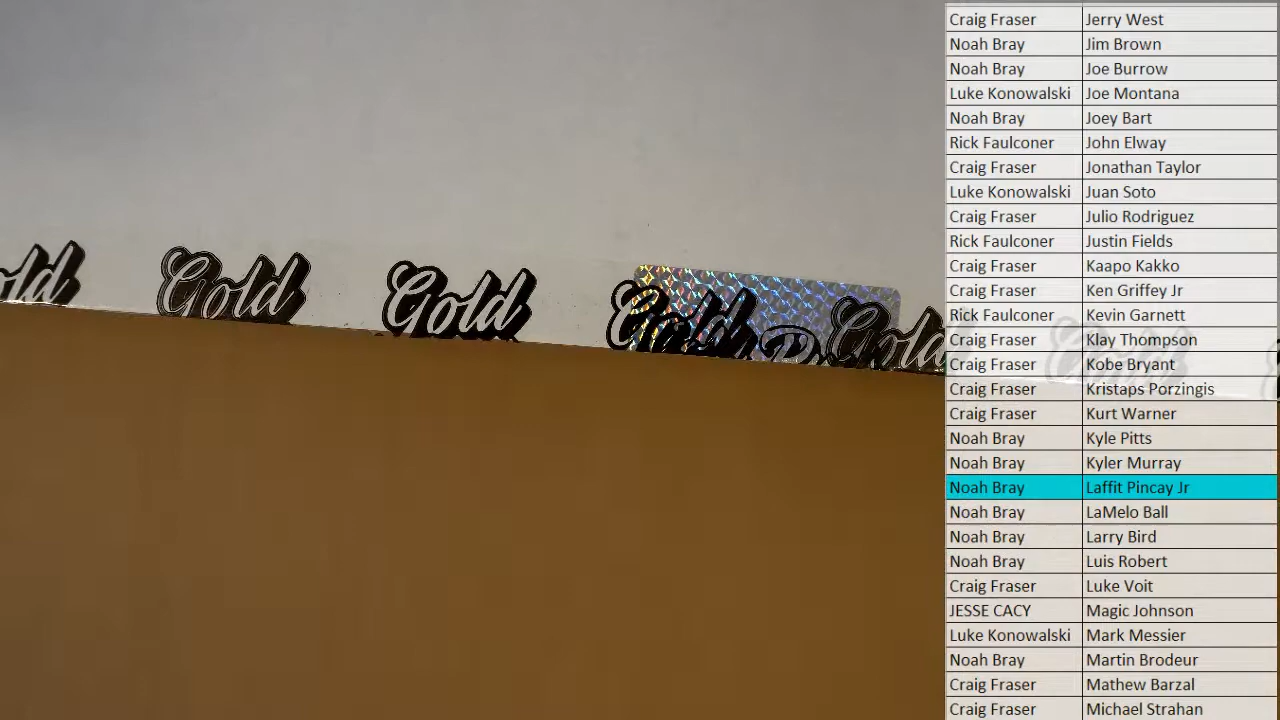 Craig Fraser Jerry West
Noah Bray Jim Brown
Noah Bray Joe Burrow
Luke Konowalski Joe Montana
Noah Bray Joey Bart
Rick Faulconer John Elway
Craig Fraser Jonathan Taylor
Luke Konowalski Juan Soto
Craig Fraser Julio Rodriguez
Rick Faulconer Justin Fields
Craig Fraser Kaapo Kakko
Craig Fraser Ken Griffey Jr
Rick Faulconer Kevin Garnett
Craig Fraser Klay Thompson
Craig Fraser Kobe Bryant
Craig Fraser Kristaps Porzingis
Craig Fraser Kurt Warner
Noah Bray Kyle Pitts
Noah Bray Kyler Murray
Noah Bray Laffit Pincay Jr
Noah Bray LaMelo Ball
Noah Bray Larry Bird
Noah Bray Luis Robert
Craig Fraser Luke Voit
JESSE CACY Magic Johnson
Luke Konowalski Mark Messier
Noah Bray Martin Brodeur
Craig Fraser Mathew Barzal
Craig Fraser Michael Strahan
Gold Gold Gold Gold Gold